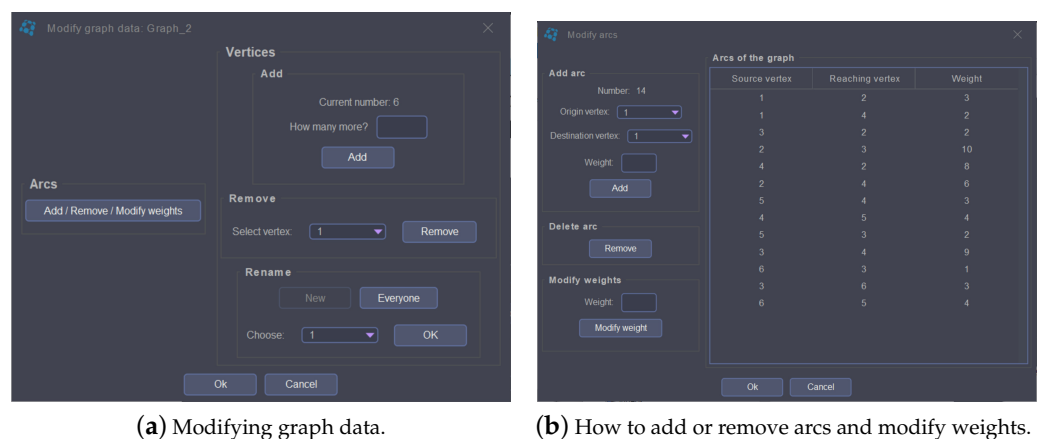 Modify graph data: Graph_2
Vertices
Add
Current number: 6
How many more?
Add
Arcs
Add / Remove / Modify weights
Remove
Select vertex: 1 Remove
Rename
New Everyone
Choose: 1 OK
Ok Cancel
(a) Modifying graph data.
Modify arcs
Add arc
Number: 14
Origin vertex: 1
Destination vertex: 1
Weight:
Add
Delete arc
Remove
Modify weights
Weight:
Modify weight
Arcs of the graph
Source vertex Reaching vertex Weight
1 2 3
1 4 2
3 2 2
2 3 10
4 2 8
2 4 6
5 4 3
4 5 4
5 3 2
3 4 9
6 3 1
3 6 3
6 5 4
Ok Cancel
(b) How to add or remove arcs and modify weights.